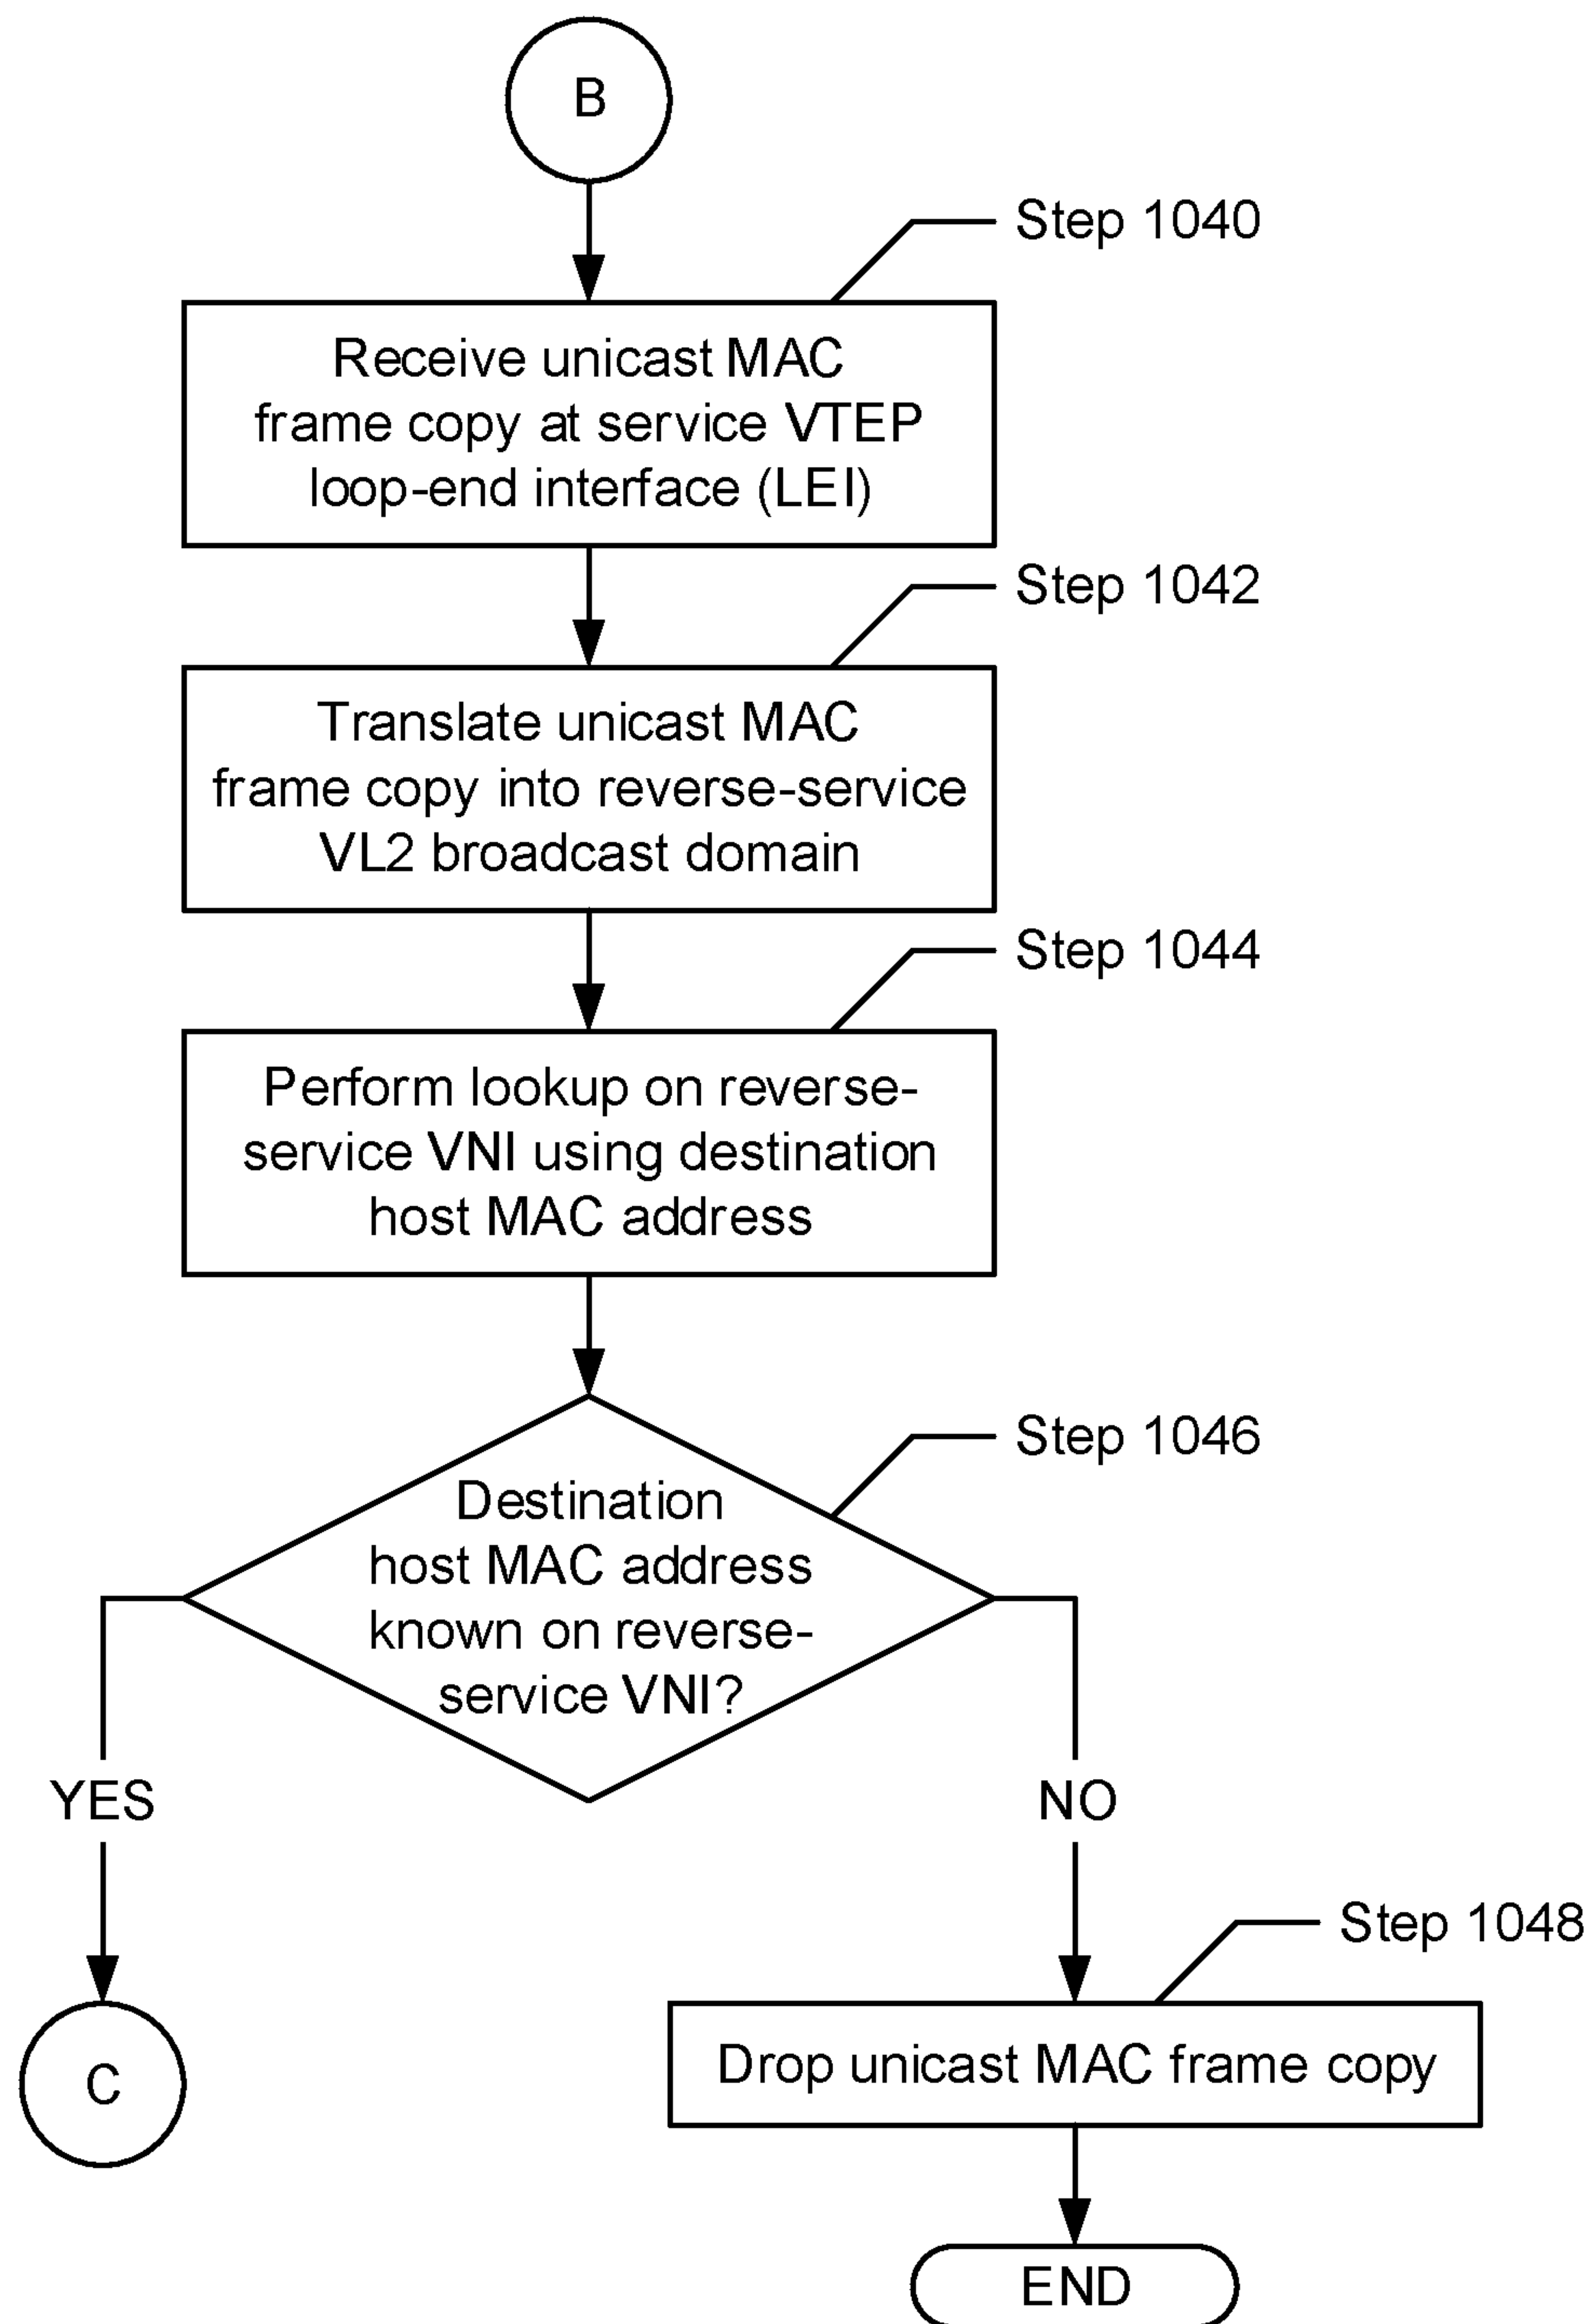 B
Step 1040
Receive unicast MAC
frame copy at service VTEP
loop-end interface (LEI)
Step 1042
Translate unicast MAC
frame copy into reverse-service
VL2 broadcast domain
Step 1044
Perform lookup on reverse-
service VNI using destination
host MAC address
Step 1046
Destination
host MAC address
known on reverse-
service VNI?
YES
NO
Step 1048
C
Drop unicast MAC frame copy
END